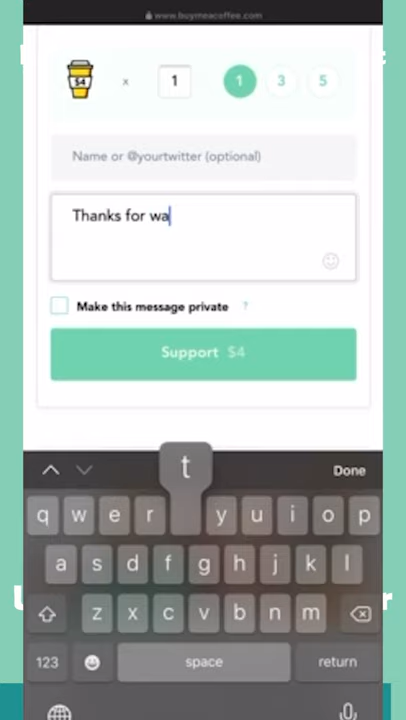 www.buymeacoffee.com
$4 x 1 1 3 5
Name or @yourtwitter (optional)
Thanks for wa
Make this message private ?
Support $4
t
Done
q w e r y u i o p
a s d f g h j k l
z x c v b n m
123 space return